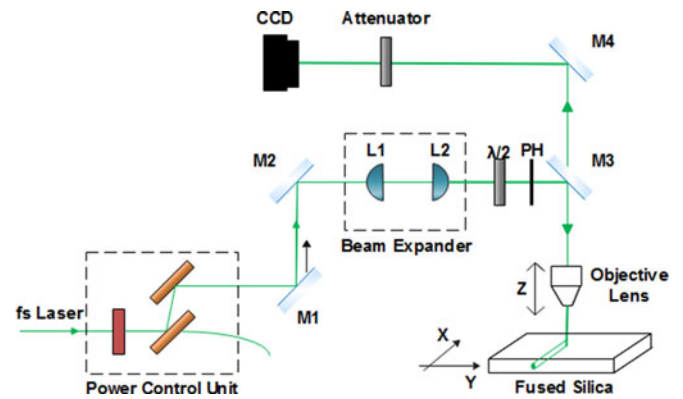 CCD
Attenuator
M4
M2
L1
L2
λ/2
PH
M3
Beam Expander
fs Laser
M1
Z
Objective
Lens
X
Y
Power Control Unit
Fused Silica